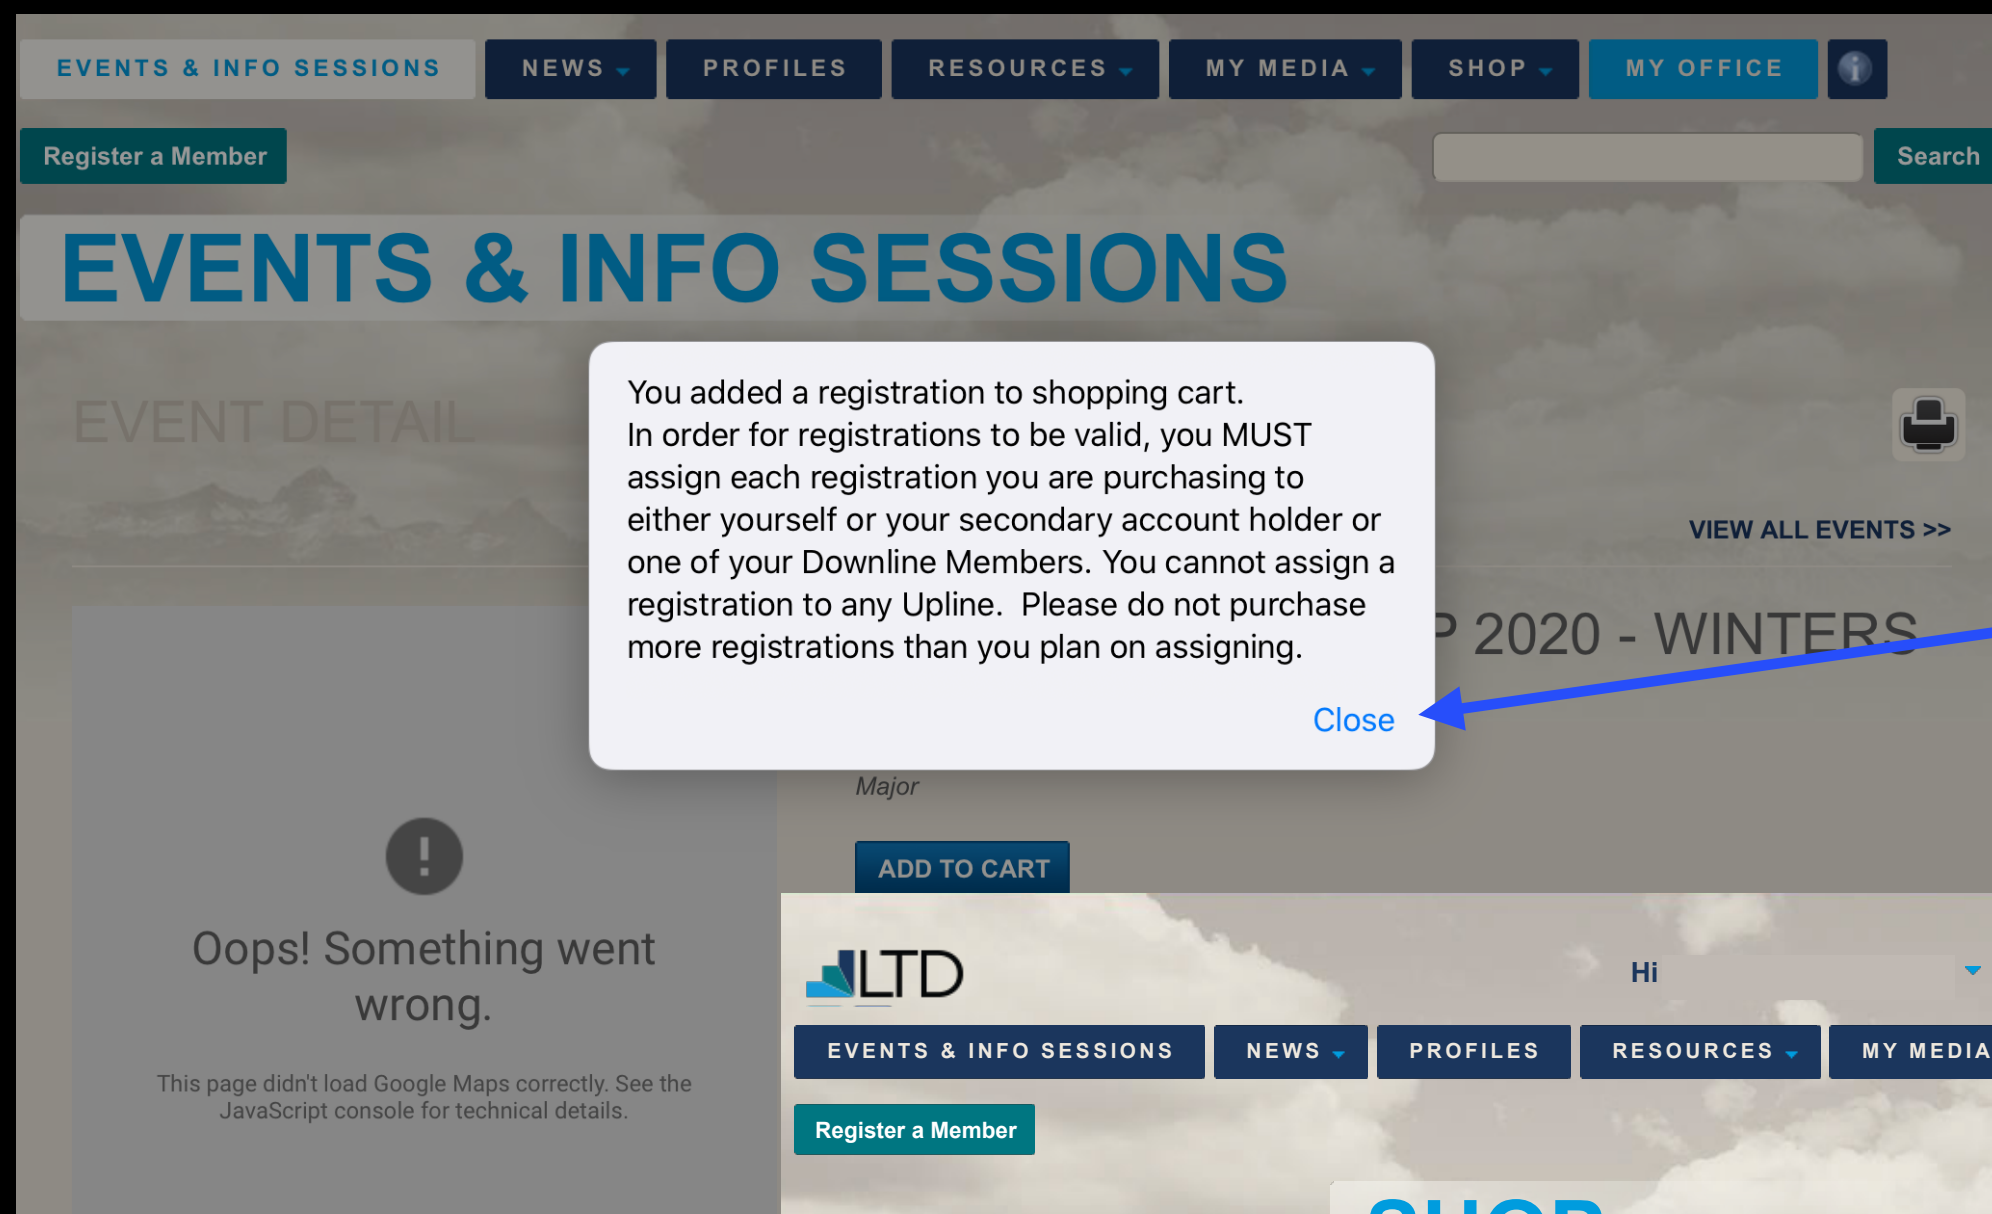 EVENTS & INFO SESSIONS NEWS PROFILES RESOURCES MY MEDIA SHOP MY OFFICE
Register a Member Search
EVENTS & INFO SESSIONS
EVENT DETAIL
You added a registration to shopping cart.
In order for registrations to be valid, you MUST
assign each registration you are purchasing to
either yourself or your secondary account holder or
one of your Downline Members. You cannot assign a
registration to any Upline. Please do not purchase
more registrations than you plan on assigning.
Close
VIEW ALL EVENTS >>
P 2020 - WINTERS
Major
ADD TO CART
Oops! Something went
wrong.
This page didn't load Google Maps correctly. See the
JavaScript console for technical details.
LTD
Hi
EVENTS & INFO SESSIONS NEWS PROFILES RESOURCES MY MEDIA
Register a Member
SHOP